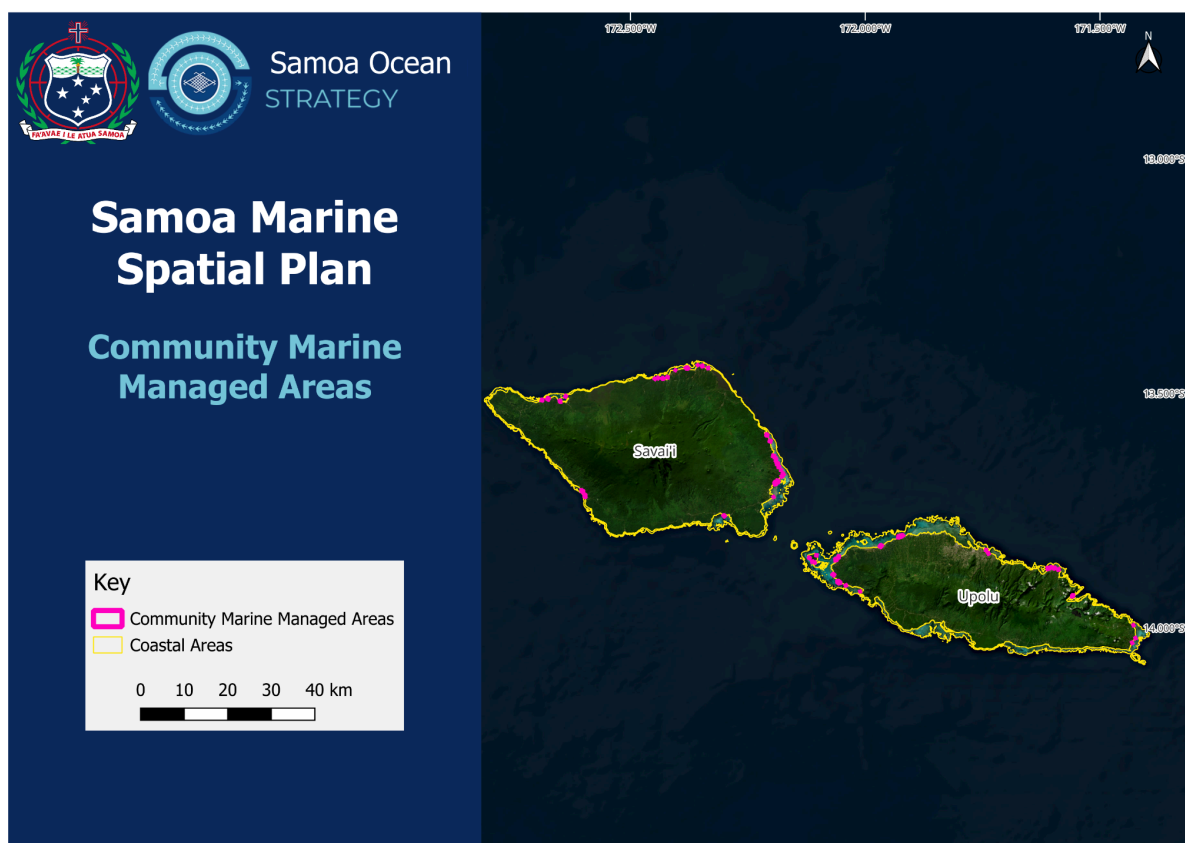 FA'AVAE I LE ATUA SAMOA
Samoa Ocean
STRATEGY
Samoa Marine
Spatial Plan
Community Marine
Managed Areas
Key
Community Marine Managed Areas
Coastal Areas
0 10 20 30 40 km
172.500°W 172.000°W 171.500°W
N
13.000°S
13.500°S
Savai'i
Upolu
14.000°S